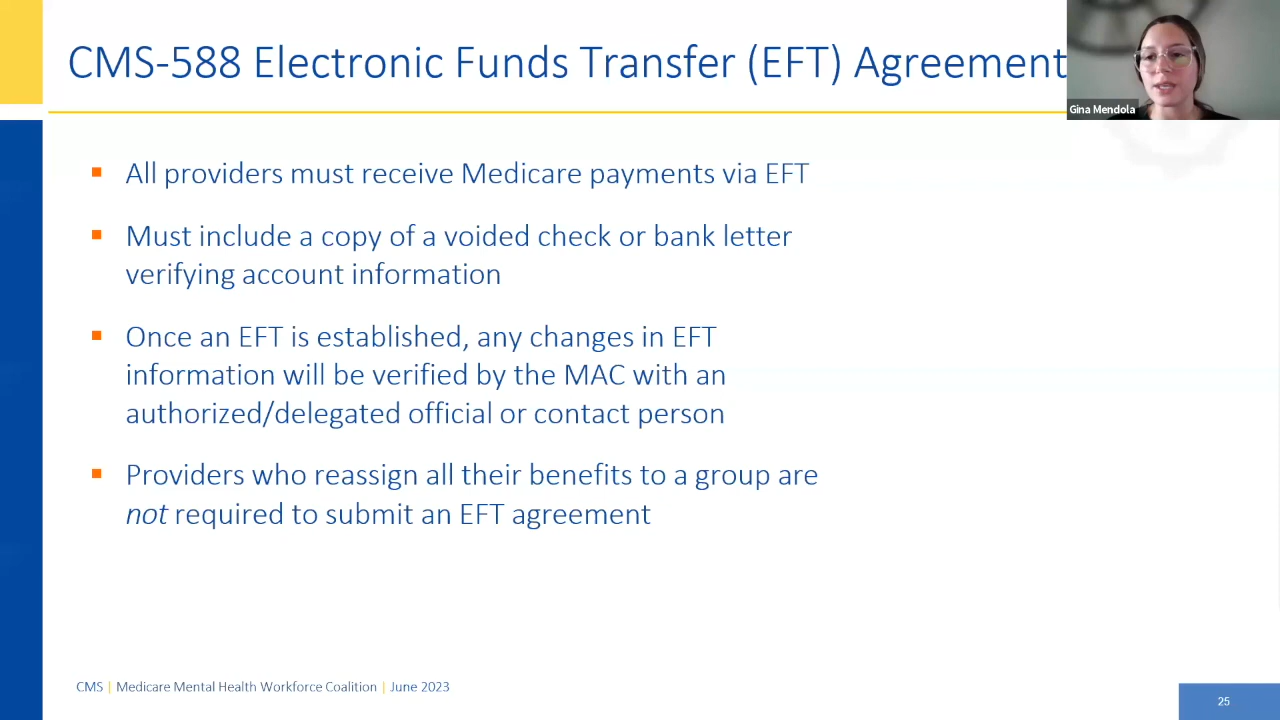 CMS-588 Electronic Funds Transfer (EFT) Agreement
Gina Mendola
All providers must receive Medicare payments via EFT
Must include a copy of a voided check or bank letter
verifying account information
Once an EFT is established, any changes in EFT
information will be verified by the MAC with an
authorized/delegated official or contact person
Providers who reassign all their benefits to a group are
not required to submit an EFT agreement
CMS | Medicare Mental Health Workforce Coalition | June 2023
25